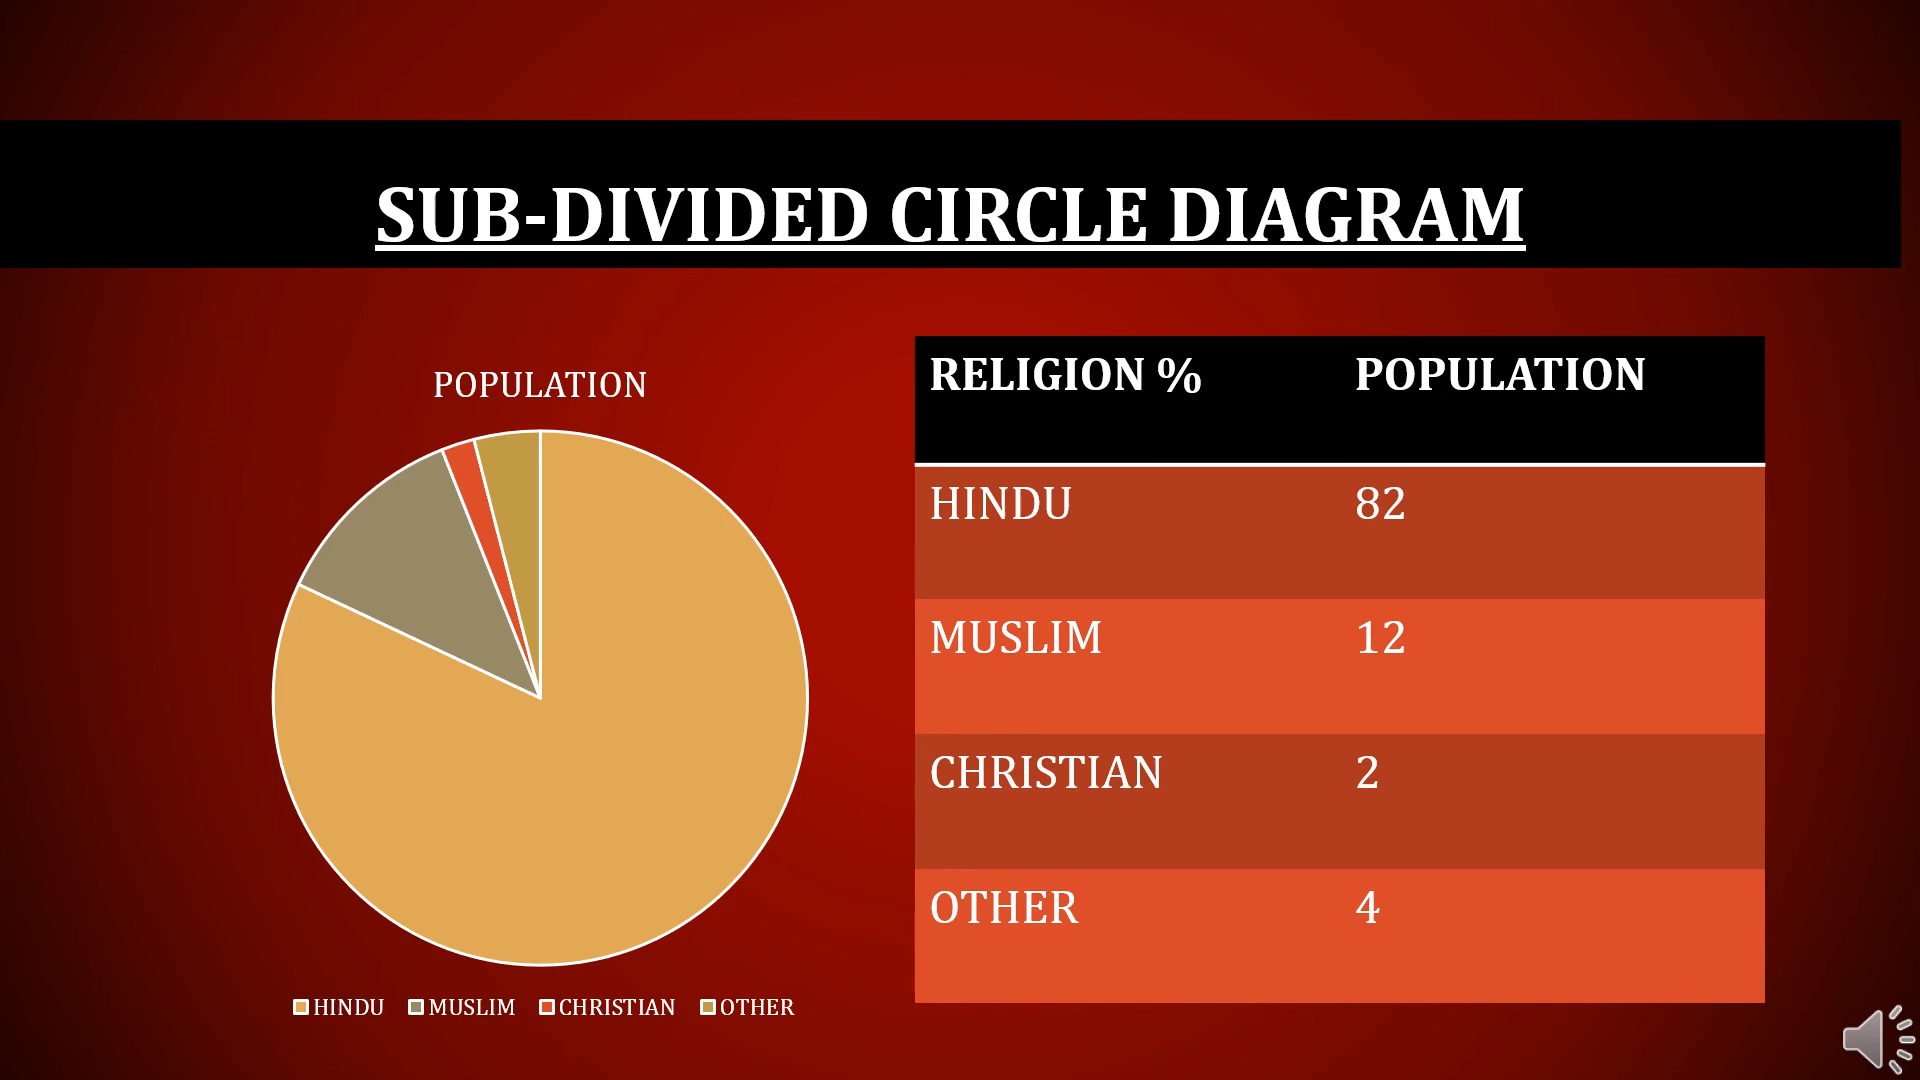 SUB-DIVIDED CIRCLE DIAGRAM
POPULATION
HINDU MUSLIM CHRISTIAN OTHER
RELIGION % POPULATION
HINDU 82
MUSLIM 12
CHRISTIAN 2
OTHER 4